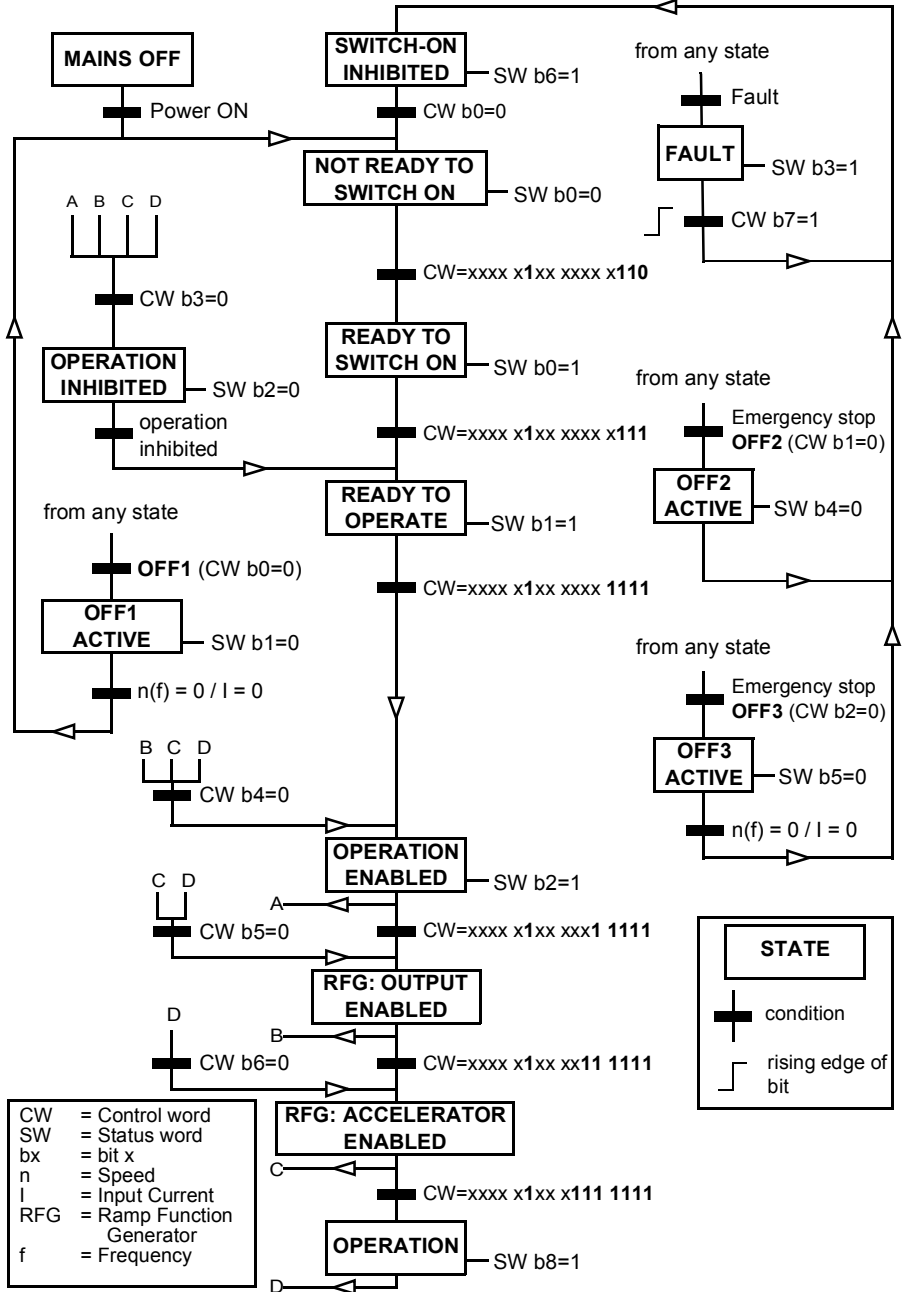 MAINS OFF
Power ON
SWITCH-ON
INHIBITED
SW b6=1
CW b0=0
NOT READY TO
SWITCH ON
SW b0=0
CW=xxxx x1xx xxxx x110
READY TO
SWITCH ON
SW b0=1
CW=xxxx x1xx xxxx x111
READY TO
OPERATE
SW b1=1
CW=xxxx x1xx xxxx 1111
A B C D
CW b3=0
OPERATION
INHIBITED
SW b2=0
operation
inhibited
from any state
OFF1 (CW b0=0)
OFF1
ACTIVE
SW b1=0
n(f) = 0 / I = 0
B C D
CW b4=0
OPERATION
ENABLED
SW b2=1
A
CW=xxxx x1xx xxx1 1111
C D
CW b5=0
RFG: OUTPUT
ENABLED
B
CW=xxxx x1xx xx11 1111
D
CW b6=0
RFG: ACCELERATOR
ENABLED
C
CW=xxxx x1xx x111 1111
OPERATION
SW b8=1
D
from any state
Fault
FAULT
SW b3=1
CW b7=1
from any state
Emergency stop
OFF2 (CW b1=0)
OFF2
ACTIVE
SW b4=0
from any state
Emergency stop
OFF3 (CW b2=0)
OFF3
ACTIVE
SW b5=0
n(f) = 0 / I = 0
STATE
condition
rising edge of
bit
CW = Control word
SW = Status word
bx = bit x
n = Speed
I = Input Current
RFG = Ramp Function
Generator
f = Frequency